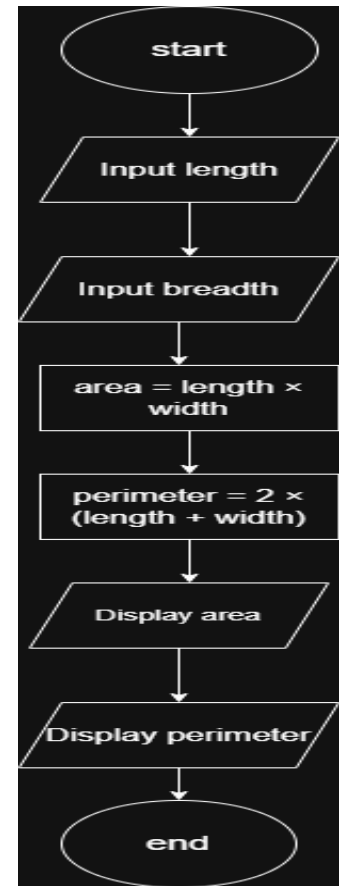 start
Input length
Input breadth
area = length ×
width
perimeter = 2 ×
(length + width)
Display area
Display perimeter
end